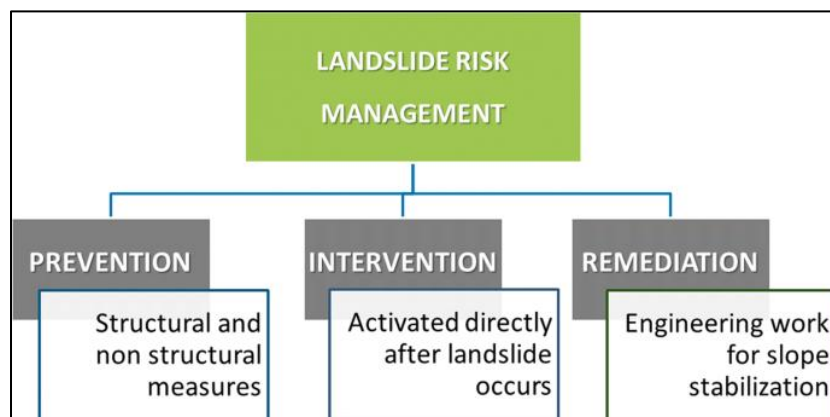 LANDSLIDE RISK
MANAGEMENT
PREVENTION
Structural and
non structural
measures
INTERVENTION
Activated directly
after landslide
occurs
REMEDIATION
Engineering work
for slope
stabilization